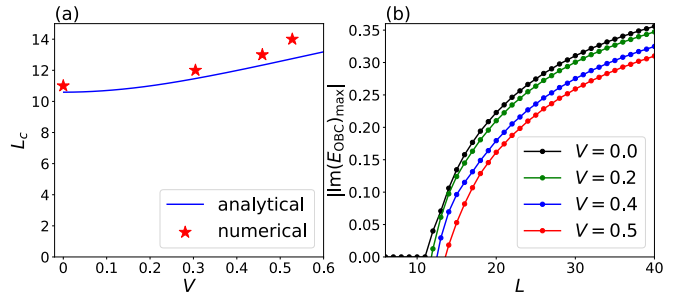 (a)
14
12
10
8
6
4
2
0
L_c
0
0.1
0.2
0.3
0.4
0.5
0.6
V
analytical
numerical
(b)
0.35
0.30
0.25
0.20
0.15
0.10
0.05
0.00
||Im(E_OBC)_max|
10
20
30
40
L
V = 0.0
V = 0.2
V = 0.4
V = 0.5